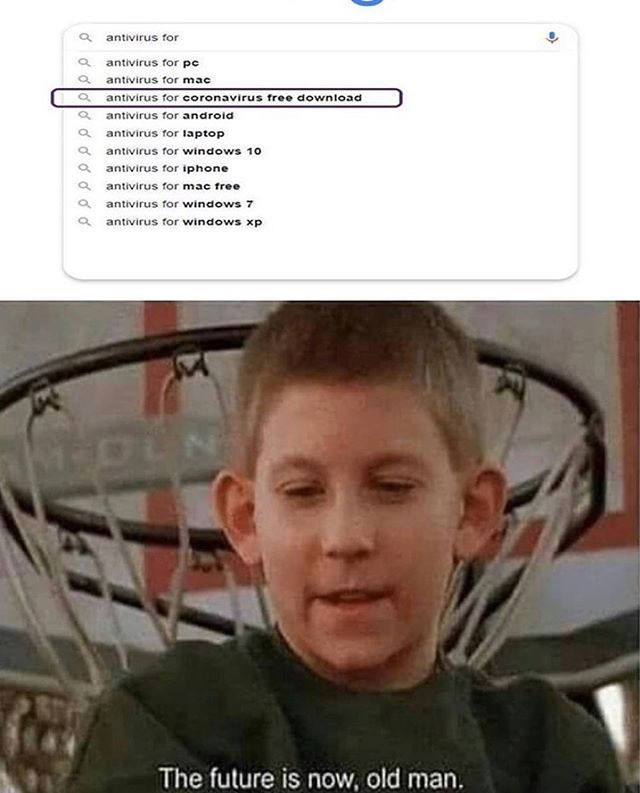 antivirus for
antivirus for pc
antivirus for mac
antivirus for coronavirus free download
antivirus for android
antivirus for laptop
antivirus for windows 10
antivirus for iphone
antivirus for mac free
antivirus for windows 7
antivirus for windows xp
The future is now, old man.